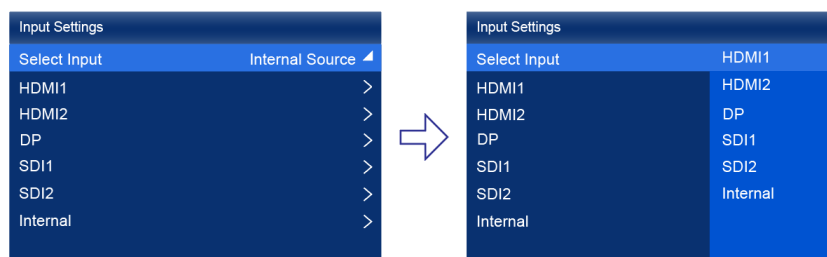 Input Settings
Select Input Internal Source
HDMI1
HDMI2
DP
SDI1
SDI2
Internal
Input Settings
Select Input HDMI1
HDMI1 HDMI2
HDMI2 DP
DP SDI1
SDI1 SDI2
SDI2 Internal
Internal